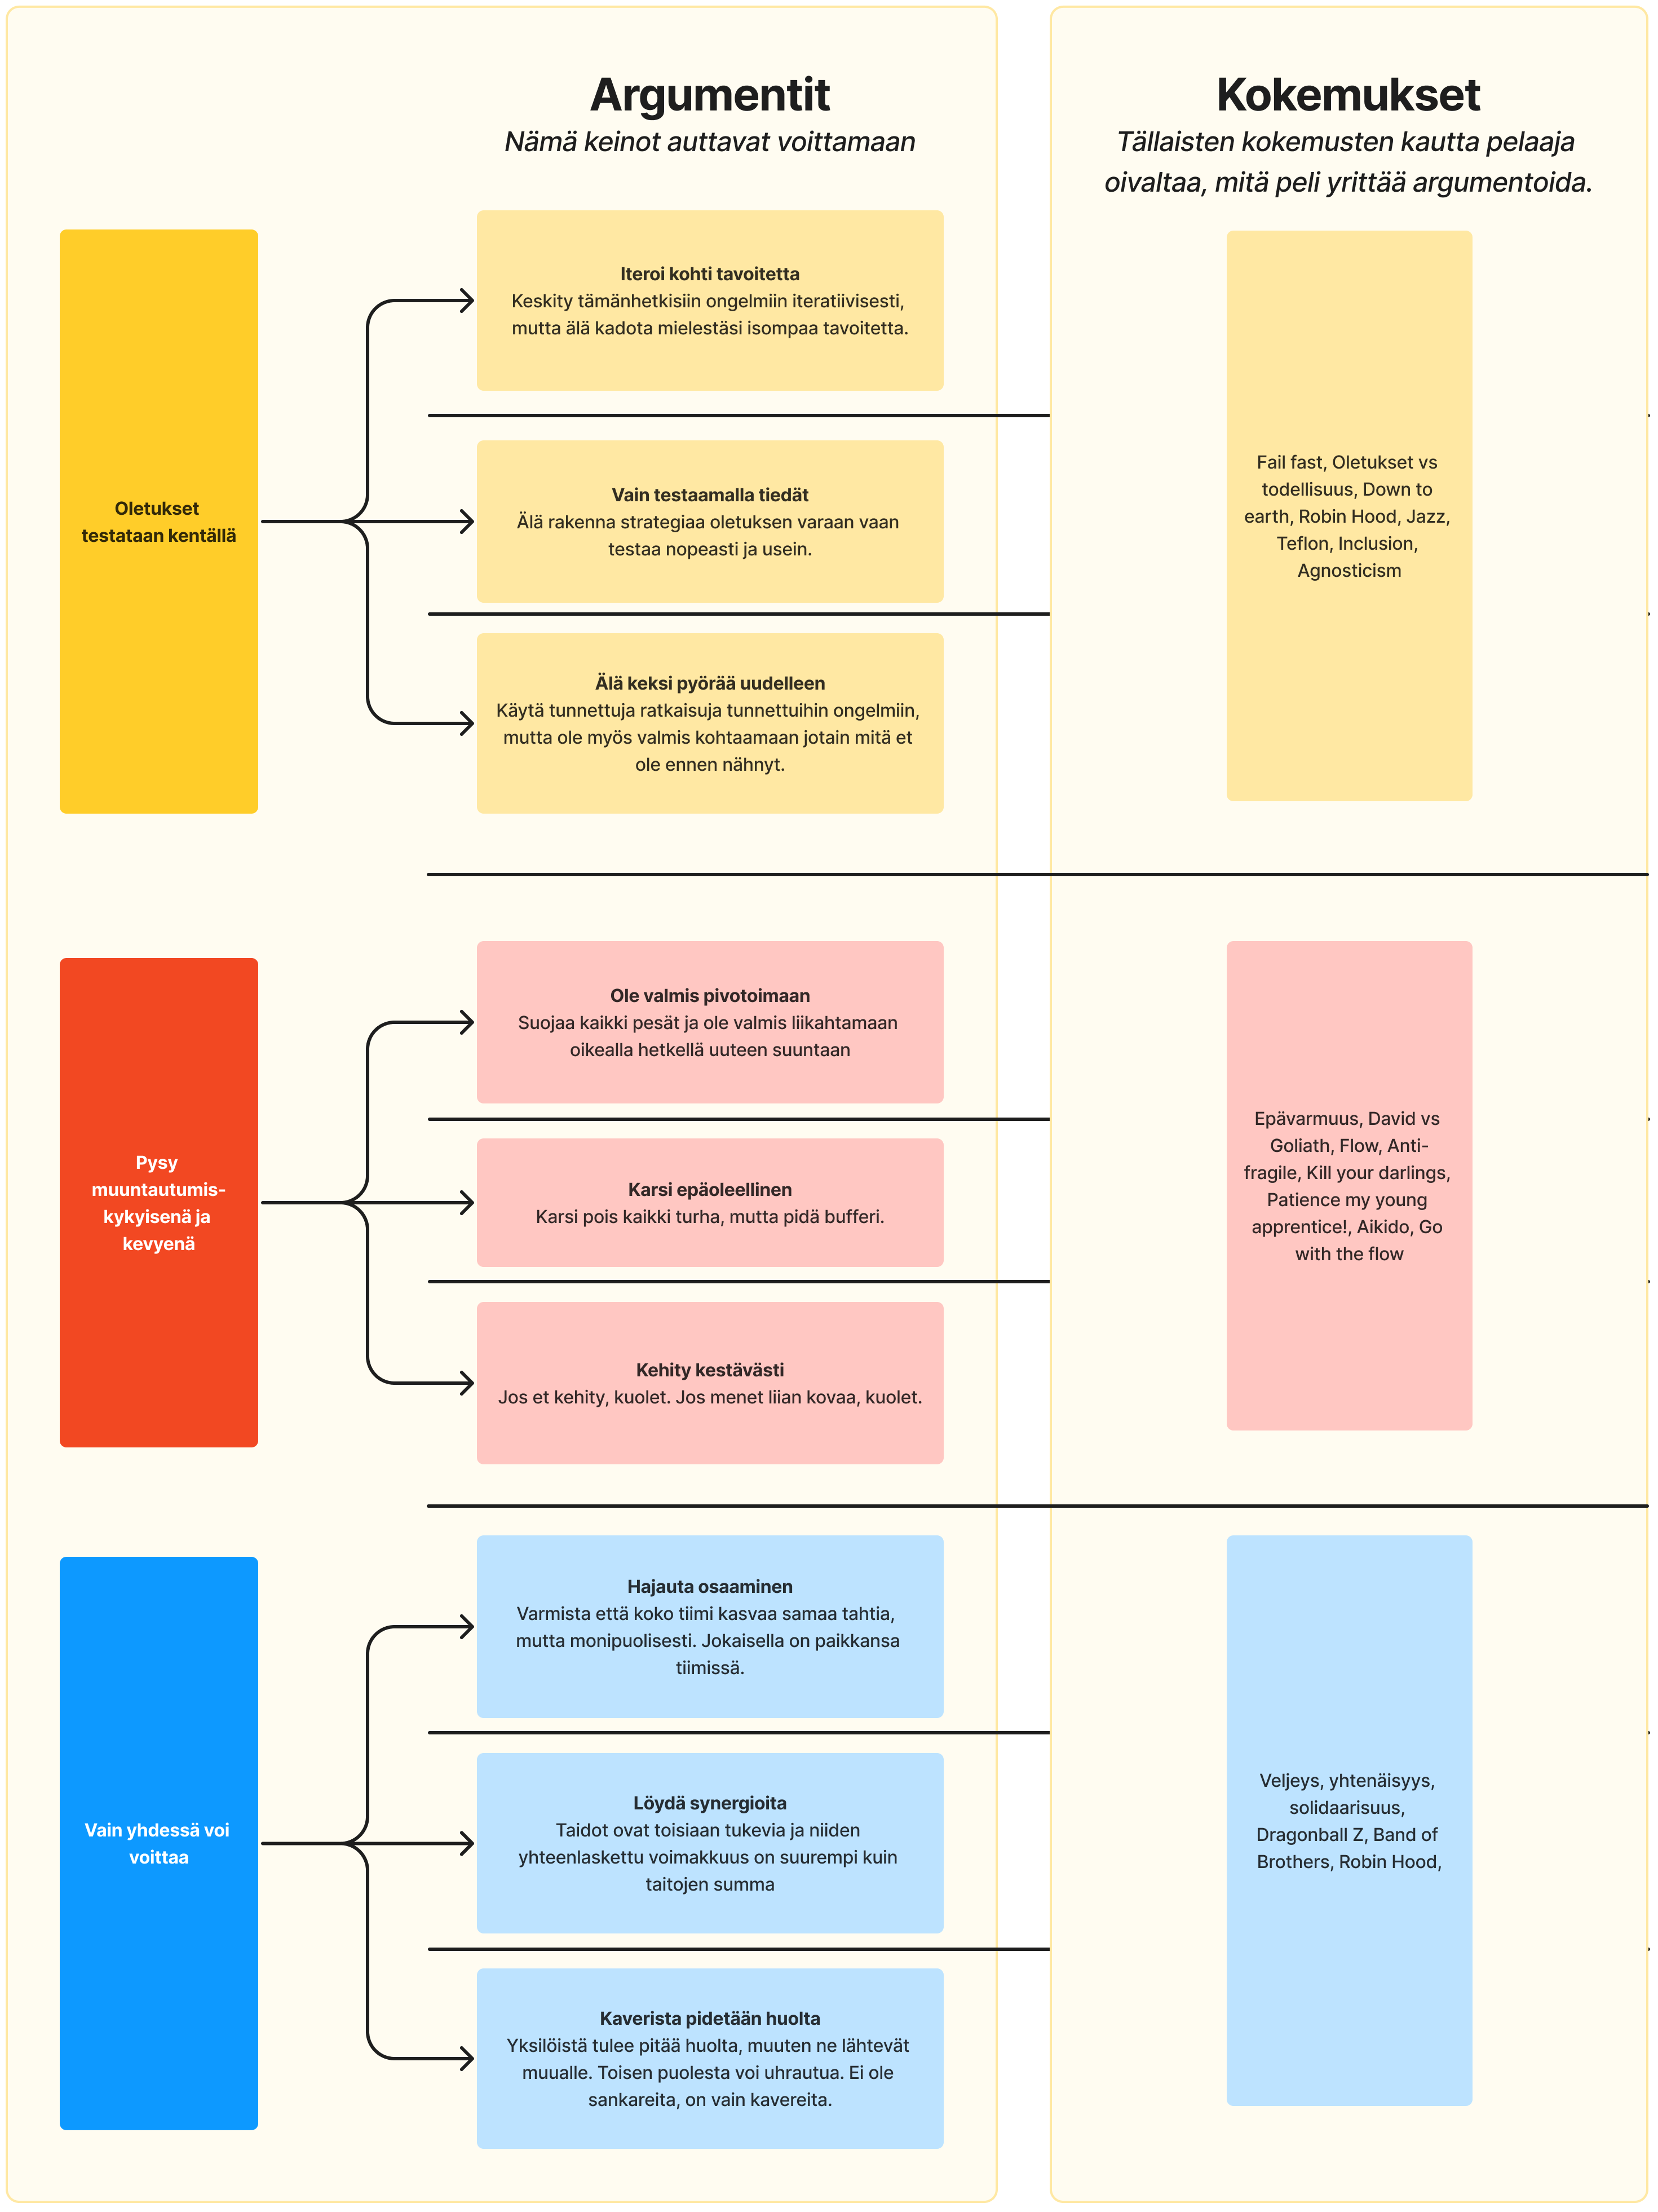 Argumentit
Nämä keinot auttavat voittamaan
Kokemukset
Tällaisten kokemusten kautta pelaaja
oivaltaa, mitä peli yrittää argumentoida.
Oletukset
testataan kentällä
Iteroi kohti tavoitetta
Keskity tämänhetkisiin ongelmiin iteratiivisesti,
mutta älä kadota mielestäsi isompaa tavoitetta.
Vain testaamalla tiedät
Älä rakenna strategiaa oletuksen varaan vaan
testaa nopeasti ja usein.
Älä keksi pyörää uudelleen
Käytä tunnettuja ratkaisuja tunnettuihin ongelmiin,
mutta ole myös valmis kohtaamaan jotain mitä et
ole ennen nähnyt.
Fail fast, Oletukset vs
todellisuus, Down to
earth, Robin Hood, Jazz,
Teflon, Inclusion,
Agnosticism
Pysy
muuntautumis-
kykyisenä ja
kevyenä
Ole valmis pivotoimaan
Suojaa kaikki pesät ja ole valmis liikahtamaan
oikealla hetkellä uuteen suuntaan
Karsi epäoleellinen
Karsi pois kaikki turha, mutta pidä bufferi.
Kehity kestävästi
Jos et kehity, kuolet. Jos menet liian kovaa, kuolet.
Epävarmuus, David vs
Goliath, Flow, Anti-
fragile, Kill your darlings,
Patience my young
apprentice!, Aikido, Go
with the flow
Vain yhdessä voi
voittaa
Hajauta osaaminen
Varmista että koko tiimi kasvaa samaa tahtia,
mutta monipuolisesti. Jokaisella on paikkansa
tiimissä.
Löydä synergioita
Taidot ovat toisiaan tukevia ja niiden
yhteenlaskettu voimakkuus on suurempi kuin
taitojen summa
Kaverista pidetään huolta
Yksilöistä tulee pitää huolta, muuten ne lähtevät
muualle. Toisen puolesta voi uhrautua. Ei ole
sankareita, on vain kavereita.
Veljeys, yhtenäisyys,
solidaarisuus,
Dragonball Z, Band of
Brothers, Robin Hood,